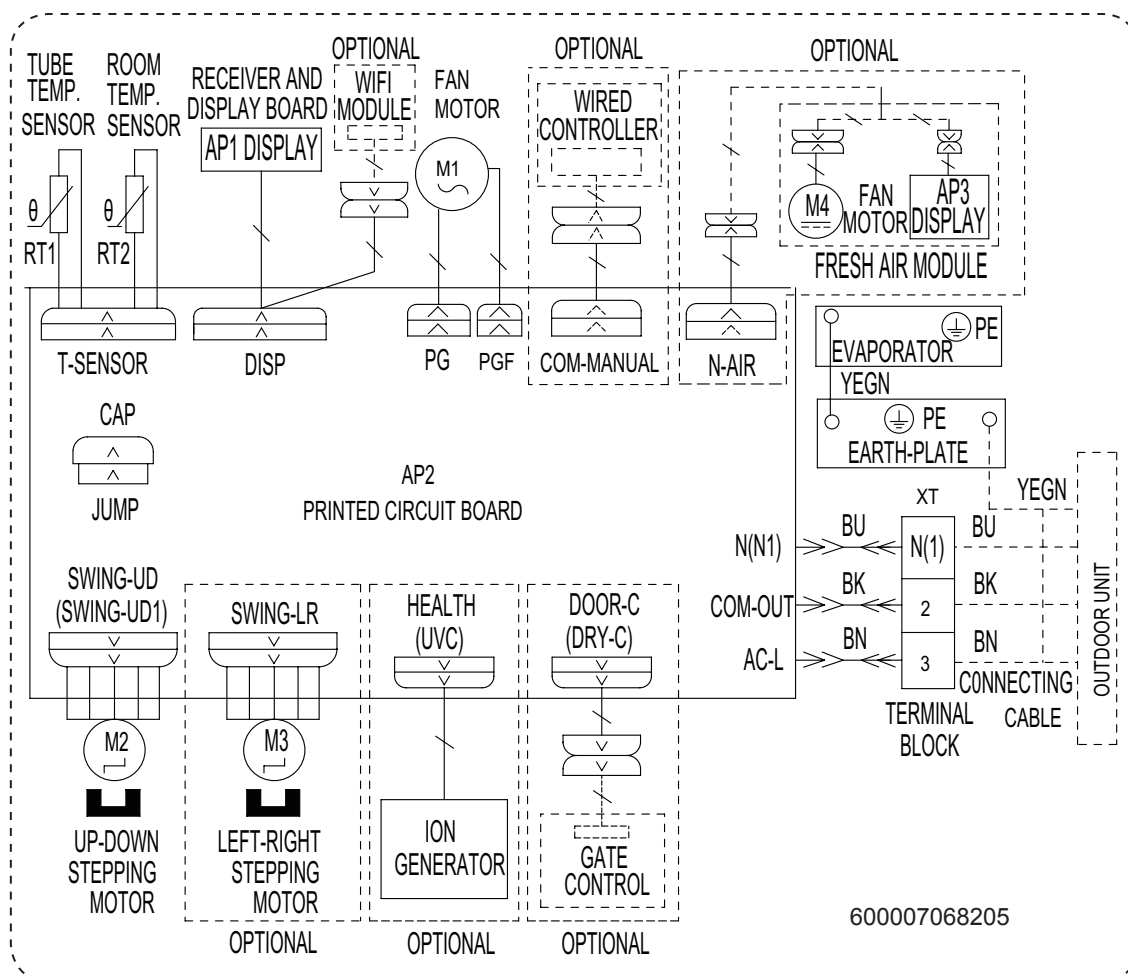 TUBE
TEMP.
SENSOR
ROOM
TEMP.
SENSOR
RECEIVER AND
DISPLAY BOARD
AP1 DISPLAY
OPTIONAL
WIFI
MODULE
FAN
MOTOR
M1
OPTIONAL
WIRED
CONTROLLER
OPTIONAL
M4
FAN
MOTOR
AP3
DISPLAY
FRESH AIR MODULE
θ
RT1
θ
RT2
T-SENSOR
DISP
PG
PGF
COM-MANUAL
N-AIR
PE
EVAPORATOR
YEGN
PE
EARTH-PLATE
CAP
JUMP
AP2
PRINTED CIRCUIT BOARD
XT
YEGN
N(N1)
BU
N(1)
BU
COM-OUT
BK
2
BK
AC-L
BN
3
BN
TERMINAL
BLOCK
C0NNECTING
CABLE
OUTDOOR UNIT
SWING-UD
(SWING-UD1)
M2
UP-DOWN
STEPPING
MOTOR
SWING-LR
M3
LEFT-RIGHT
STEPPING
MOTOR
OPTIONAL
HEALTH
(UVC)
ION
GENERATOR
OPTIONAL
DOOR-C
(DRY-C)
GATE
CONTROL
OPTIONAL
600007068205